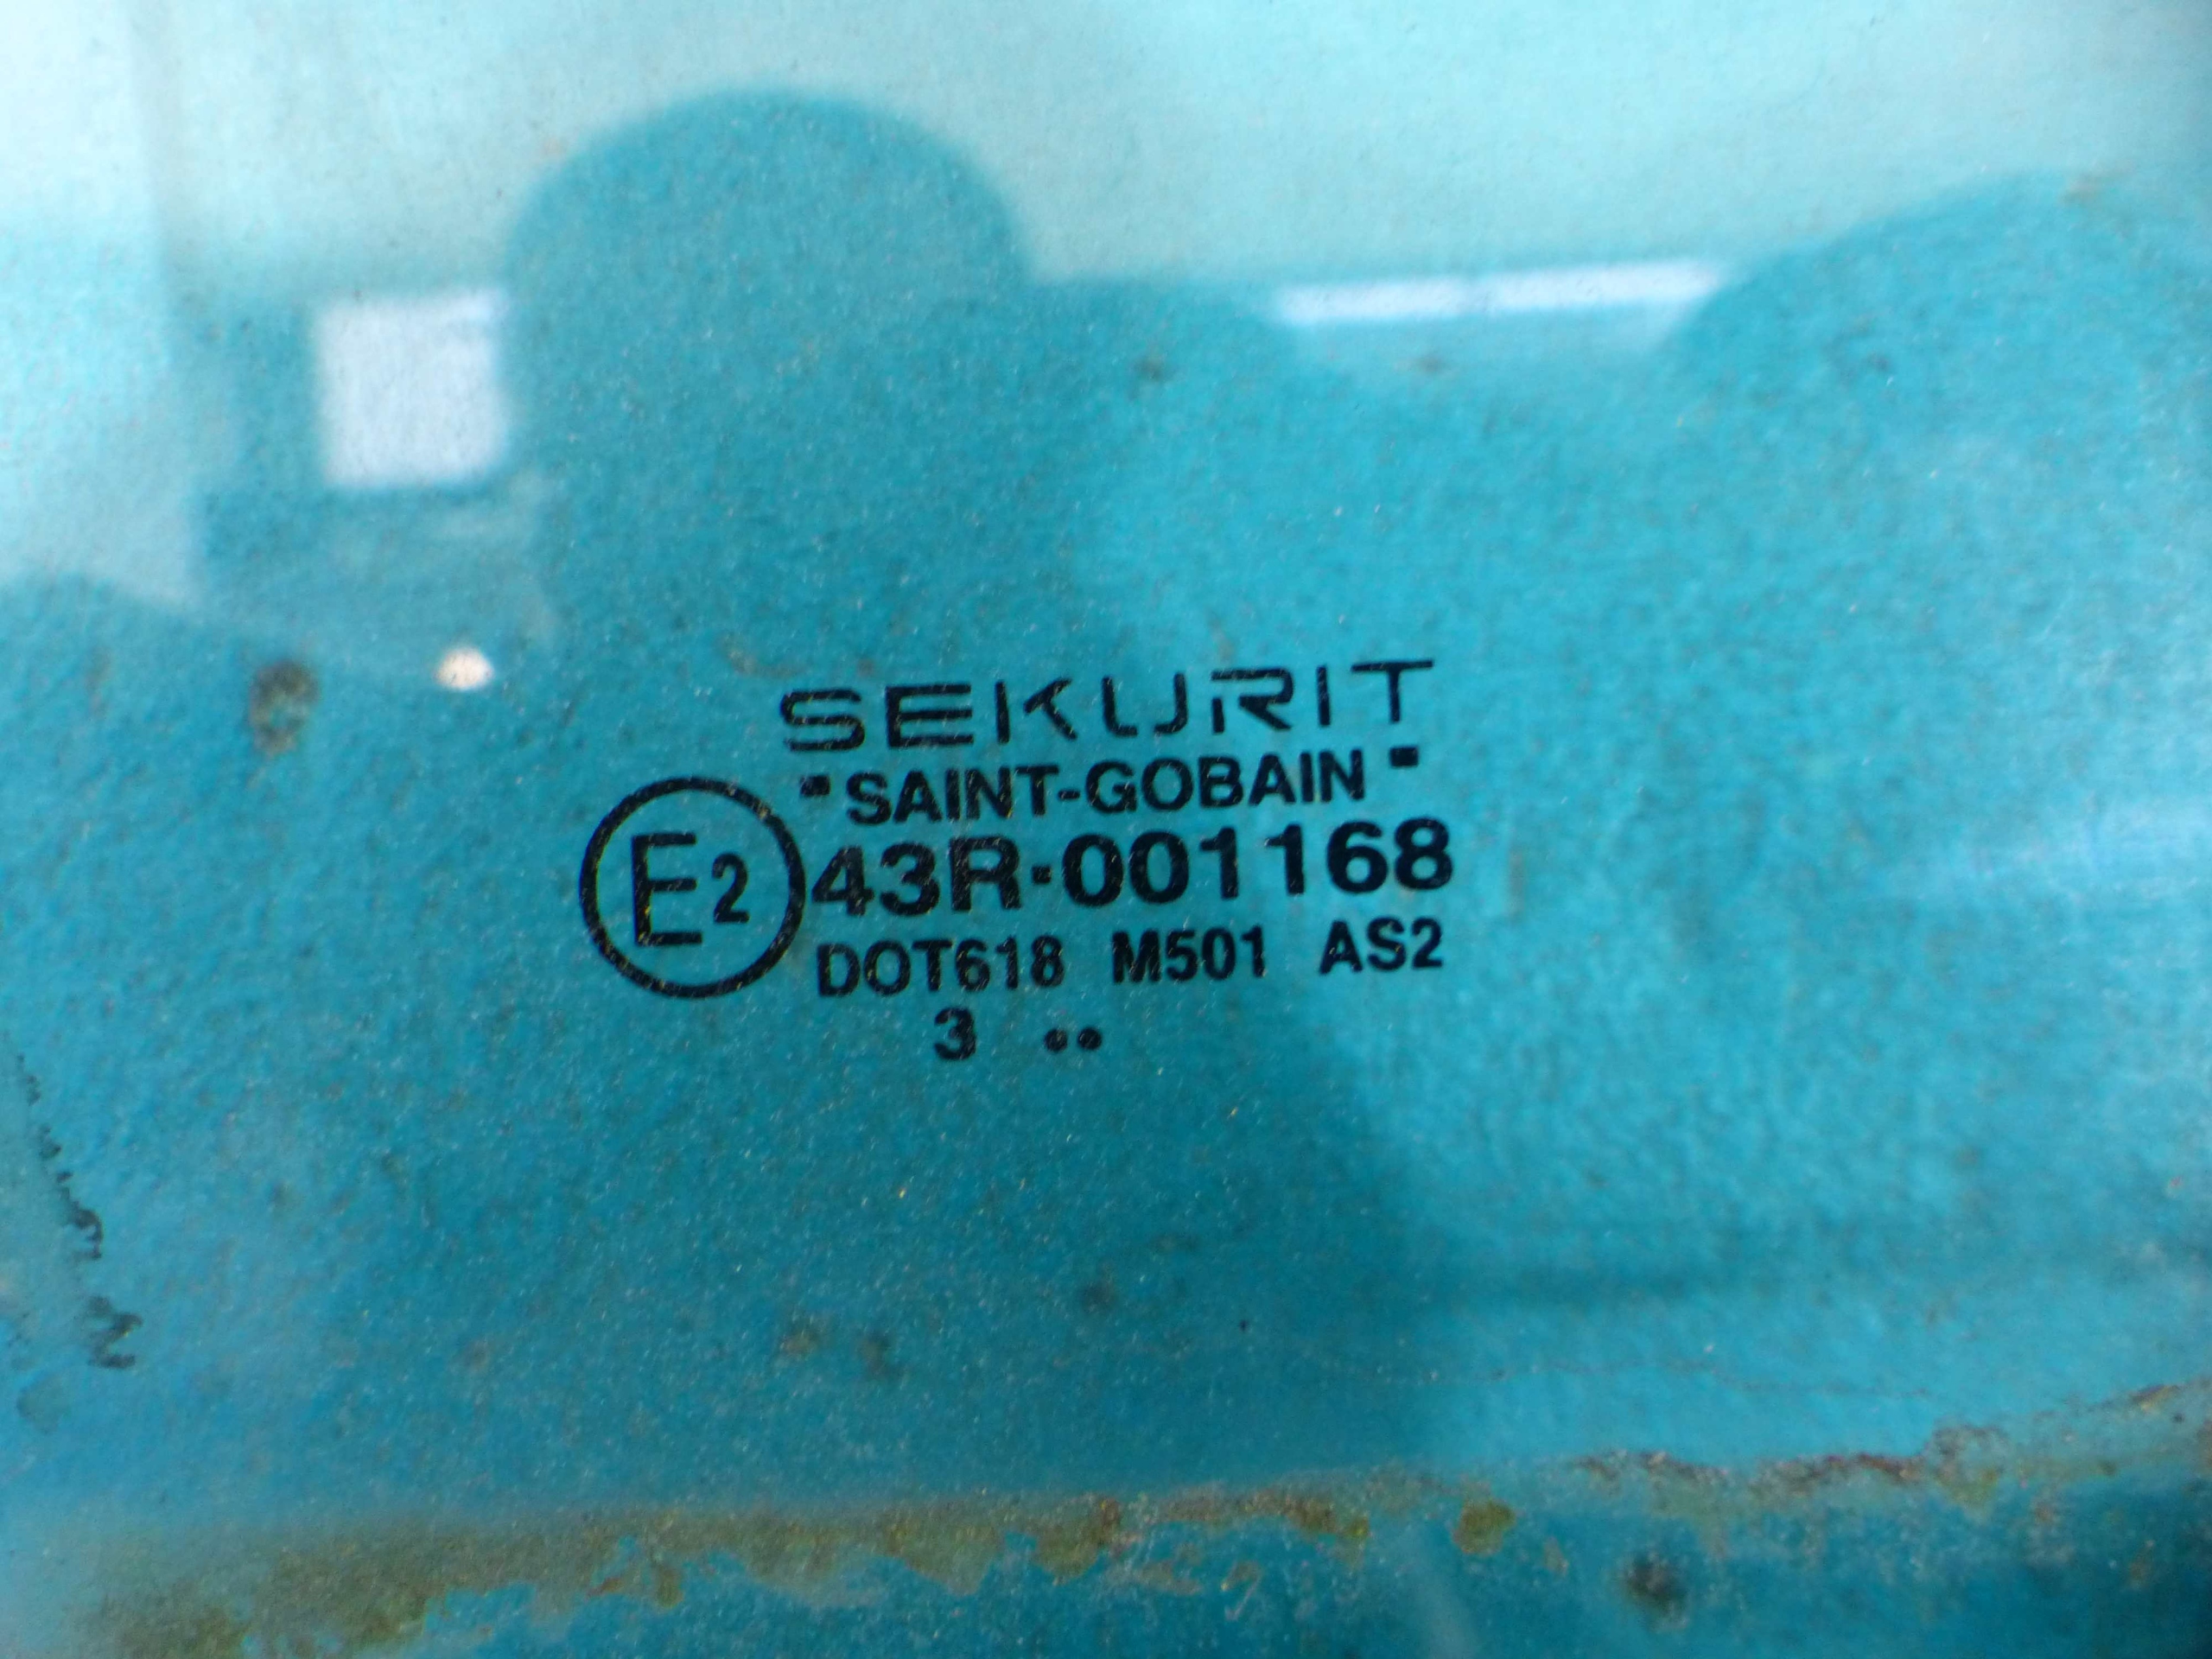 SEKURIT
"SAINT-GOBAIN"
E2 43R·001168
DOT618 M501 AS2
3 ••